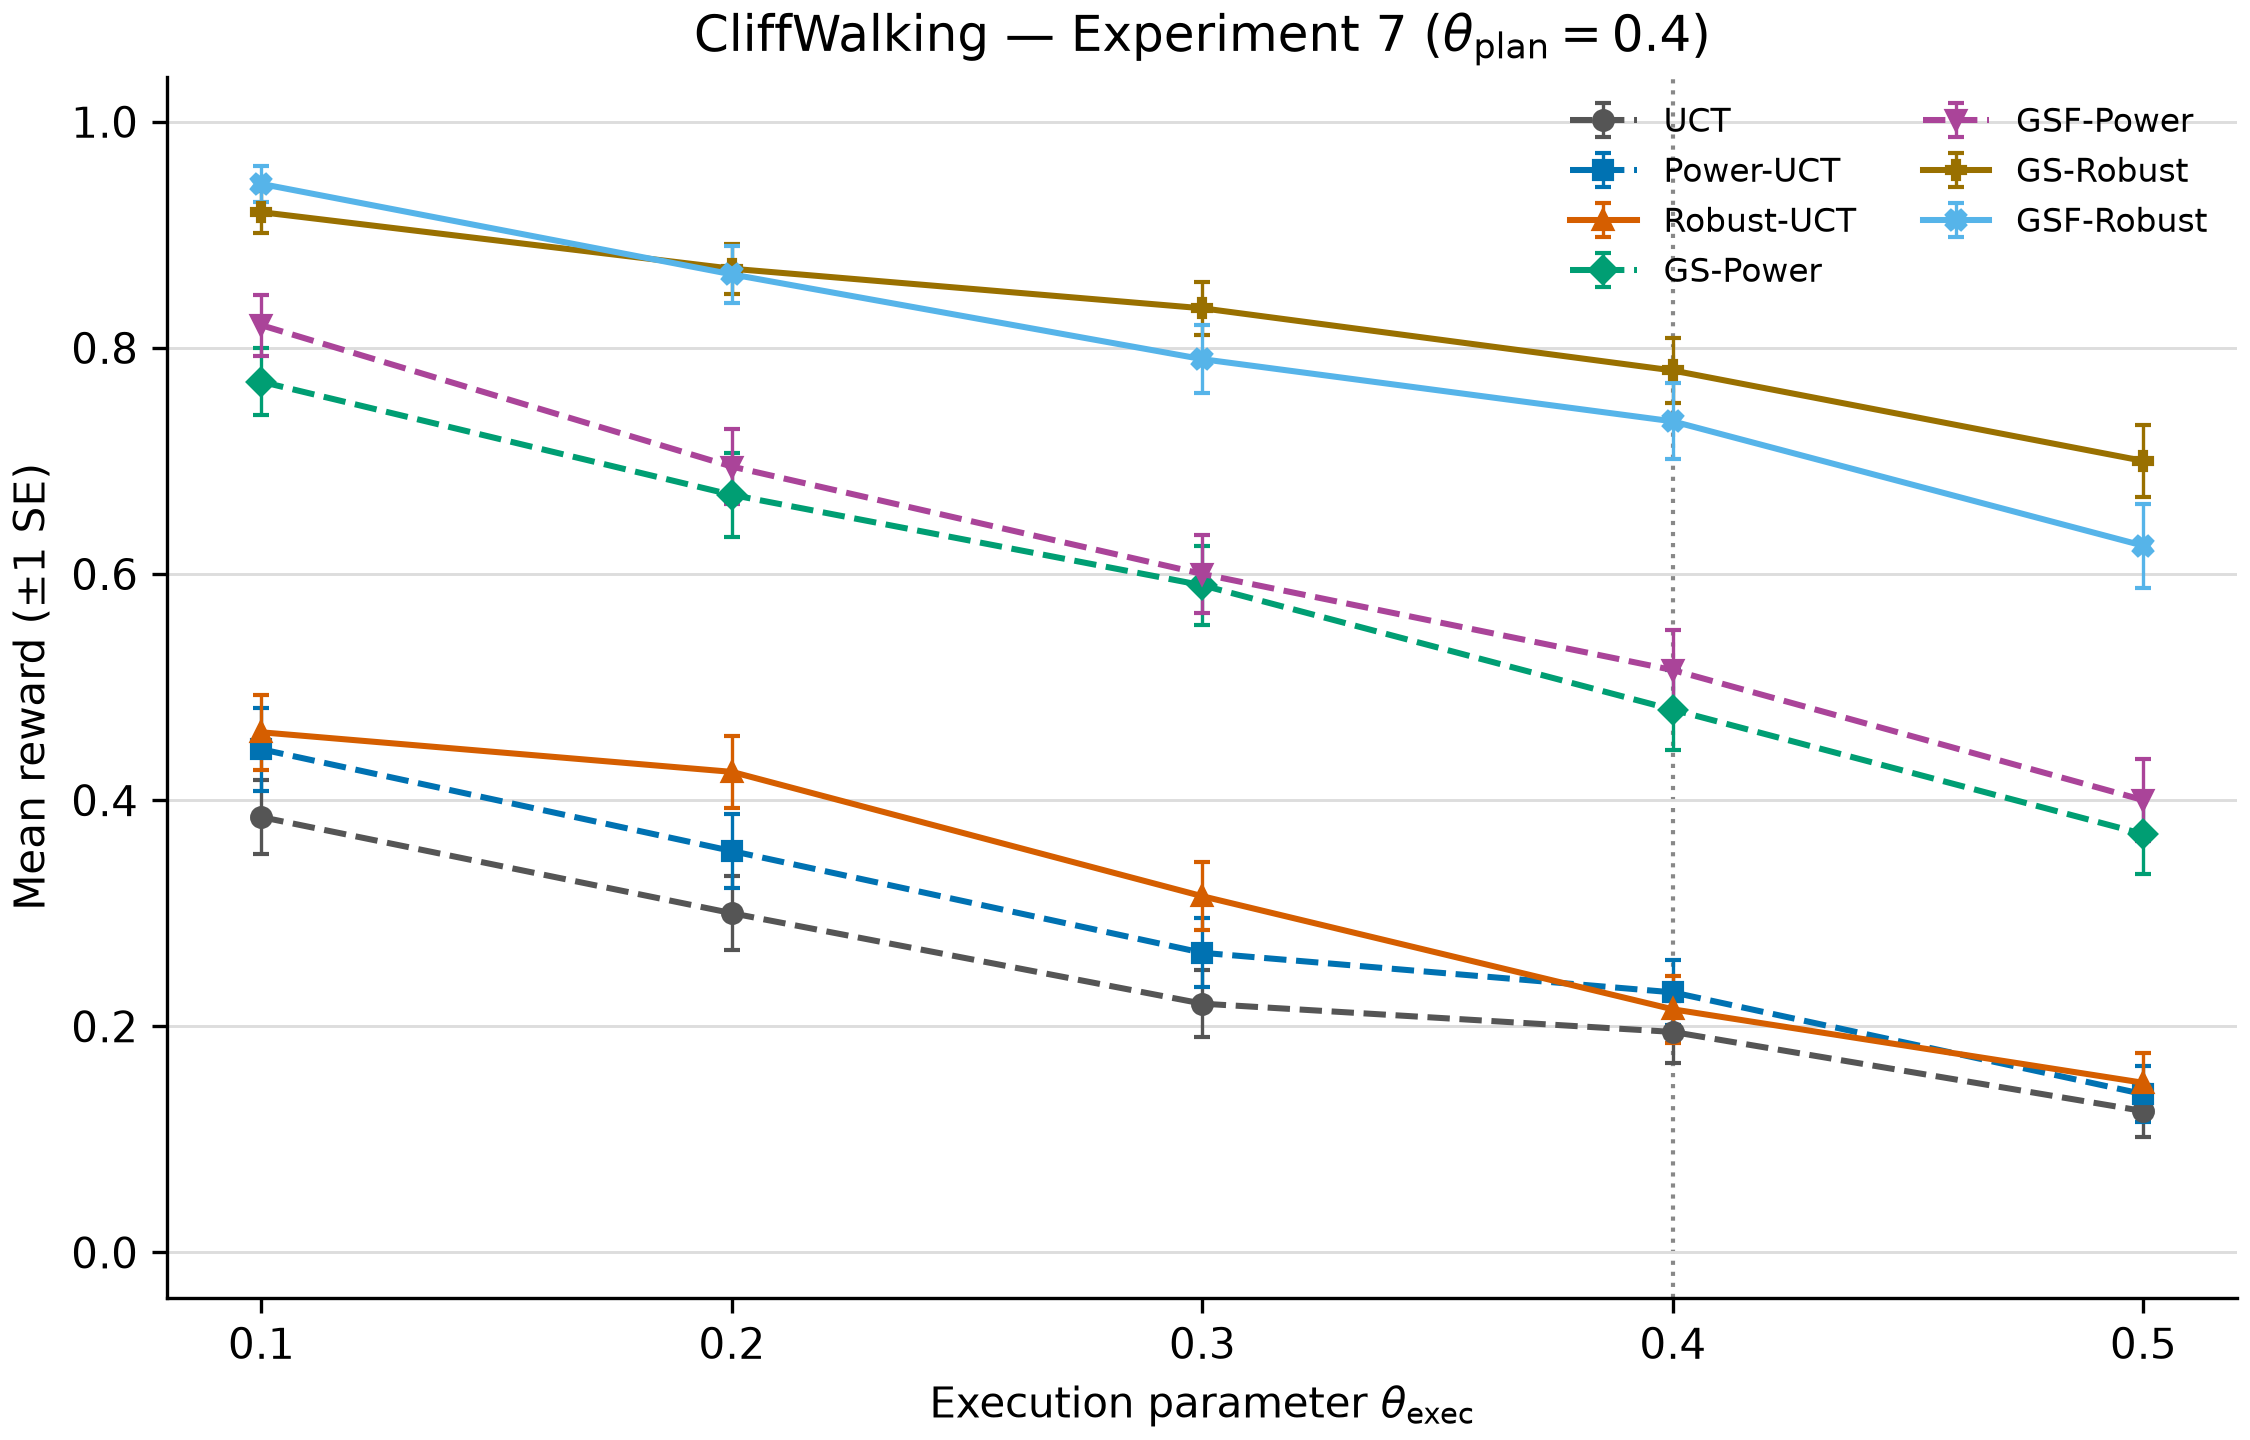 CliffWalking — Experiment 7 (θplan = 0.4)
Mean reward (±1 SE)
1.0
0.8
0.6
0.4
0.2
0.0
UCT
Power-UCT
Robust-UCT
GS-Power
GSF-Power
GS-Robust
GSF-Robust
0.1 0.2 0.3 0.4 0.5
Execution parameter θexec